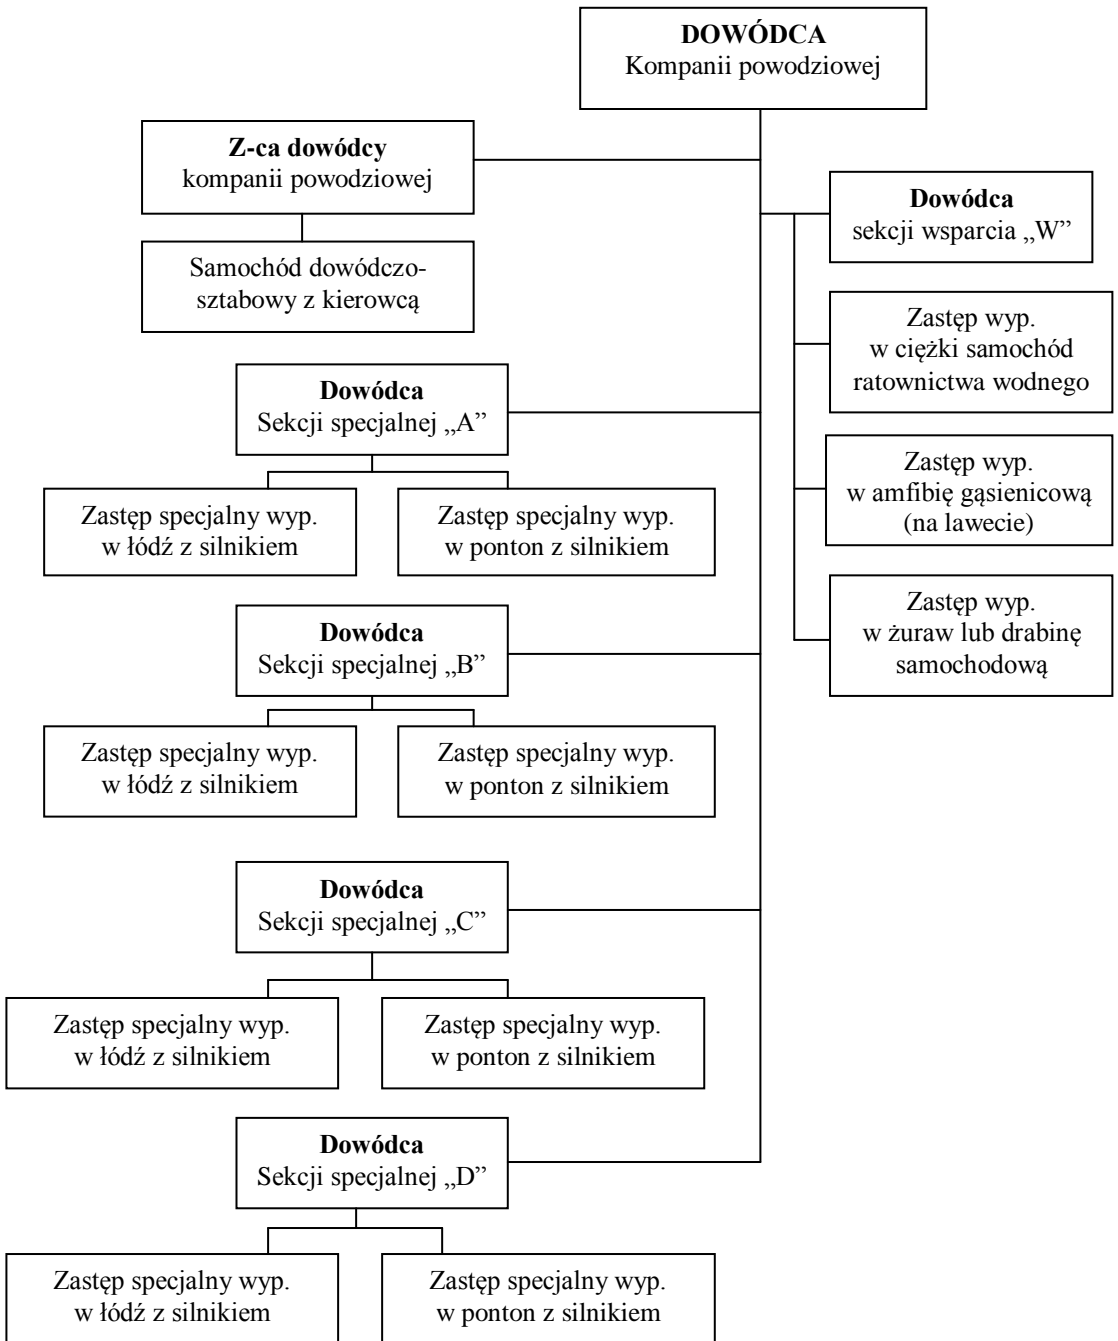 DOWÓDCA
Kompanii powodziowej
Z-ca dowódcy
kompanii powodziowej
Dowódca
sekcji wsparcia „W”
Samochód dowódczo-
sztabowy z kierowcą
Zastęp wyp.
w ciężki samochód
ratownictwa wodnego
Dowódca
Sekcji specjalnej „A”
Zastęp wyp.
w amfibię gąsienicową
(na lawecie)
Zastęp specjalny wyp.
w łódź z silnikiem
Zastęp specjalny wyp.
w ponton z silnikiem
Zastęp wyp.
w żuraw lub drabinę
samochodową
Dowódca
Sekcji specjalnej „B”
Zastęp specjalny wyp.
w łódź z silnikiem
Zastęp specjalny wyp.
w ponton z silnikiem
Dowódca
Sekcji specjalnej „C”
Zastęp specjalny wyp.
w łódź z silnikiem
Zastęp specjalny wyp.
w ponton z silnikiem
Dowódca
Sekcji specjalnej „D”
Zastęp specjalny wyp.
w łódź z silnikiem
Zastęp specjalny wyp.
w ponton z silnikiem